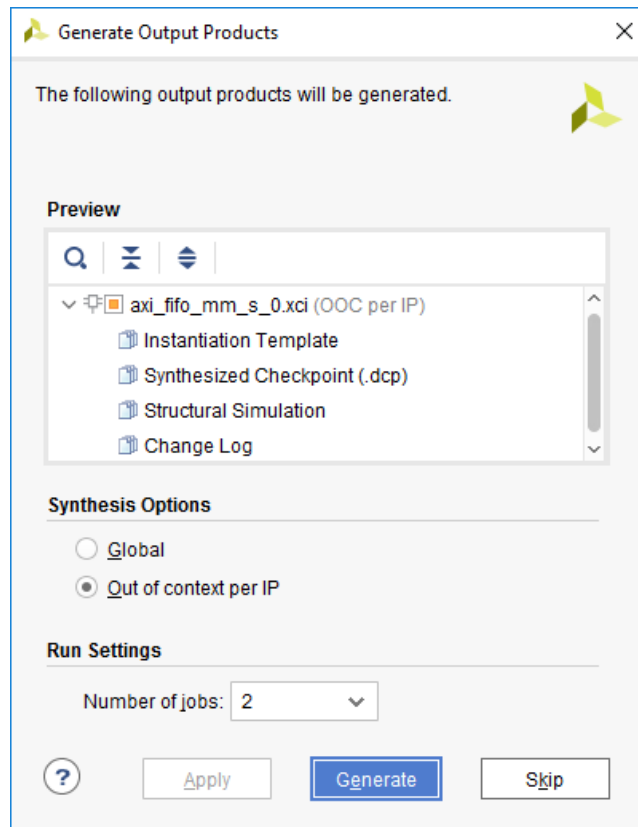 Generate Output Products
The following output products will be generated.
Preview
axi_fifo_mm_s_0.xci (OOC per IP)
Instantiation Template
Synthesized Checkpoint (.dcp)
Structural Simulation
Change Log
Synthesis Options
Global
Out of context per IP
Run Settings
Number of jobs: 2
? Apply Generate Skip